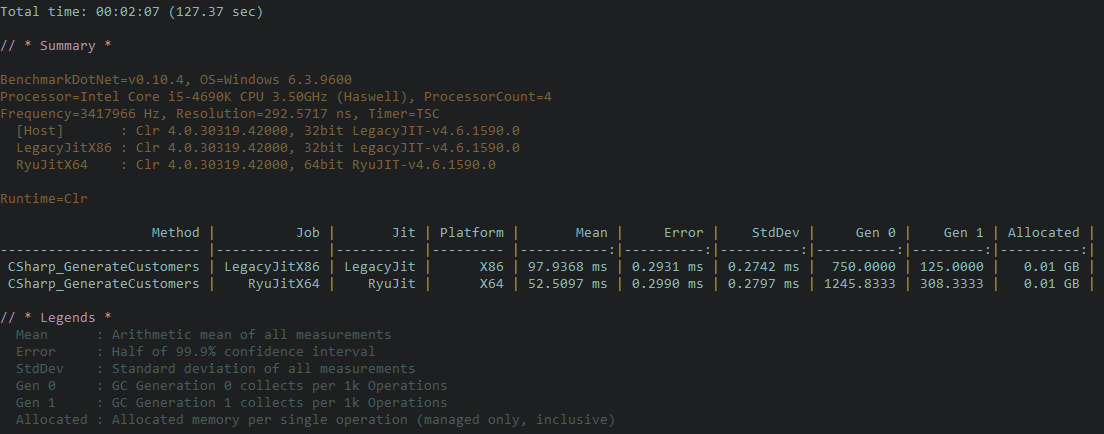 Total time: 00:02:07 (127.37 sec)
// * Summary *
BenchmarkDotNet=v0.10.4, OS=Windows 6.3.9600
Processor=Intel Core i5-4690K CPU 3.50GHz (Haswell), ProcessorCount=4
Frequency=3417966 Hz, Resolution=292.5717 ns, Timer=TSC
  [Host]       : Clr 4.0.30319.42000, 32bit LegacyJIT-v4.6.1590.0
  LegacyJitX86 : Clr 4.0.30319.42000, 32bit LegacyJIT-v4.6.1590.0
  RyuJitX64    : Clr 4.0.30319.42000, 64bit RyuJIT-v4.6.1590.0
Runtime=Clr
                   Method |          Job |       Jit | Platform |       Mean |     Error |    StdDev |     Gen 0 |    Gen 1 | Allocated |
------------------------- |------------- |---------- |--------- |-----------:|----------:|----------:|----------:|---------:|----------:|
 CSharp_GenerateCustomers | LegacyJitX86 | LegacyJit |      X86 | 97.9368 ms | 0.2931 ms | 0.2742 ms |  750.0000 | 125.0000 |   0.01 GB |
 CSharp_GenerateCustomers |    RyuJitX64 |    RyuJit |      X64 | 52.5097 ms | 0.2990 ms | 0.2797 ms | 1245.8333 | 308.3333 |   0.01 GB |
// * Legends *
  Mean      : Arithmetic mean of all measurements
  Error     : Half of 99.9% confidence interval
  StdDev    : Standard deviation of all measurements
  Gen 0     : GC Generation 0 collects per 1k Operations
  Gen 1     : GC Generation 1 collects per 1k Operations
  Allocated : Allocated memory per single operation (managed only, inclusive)